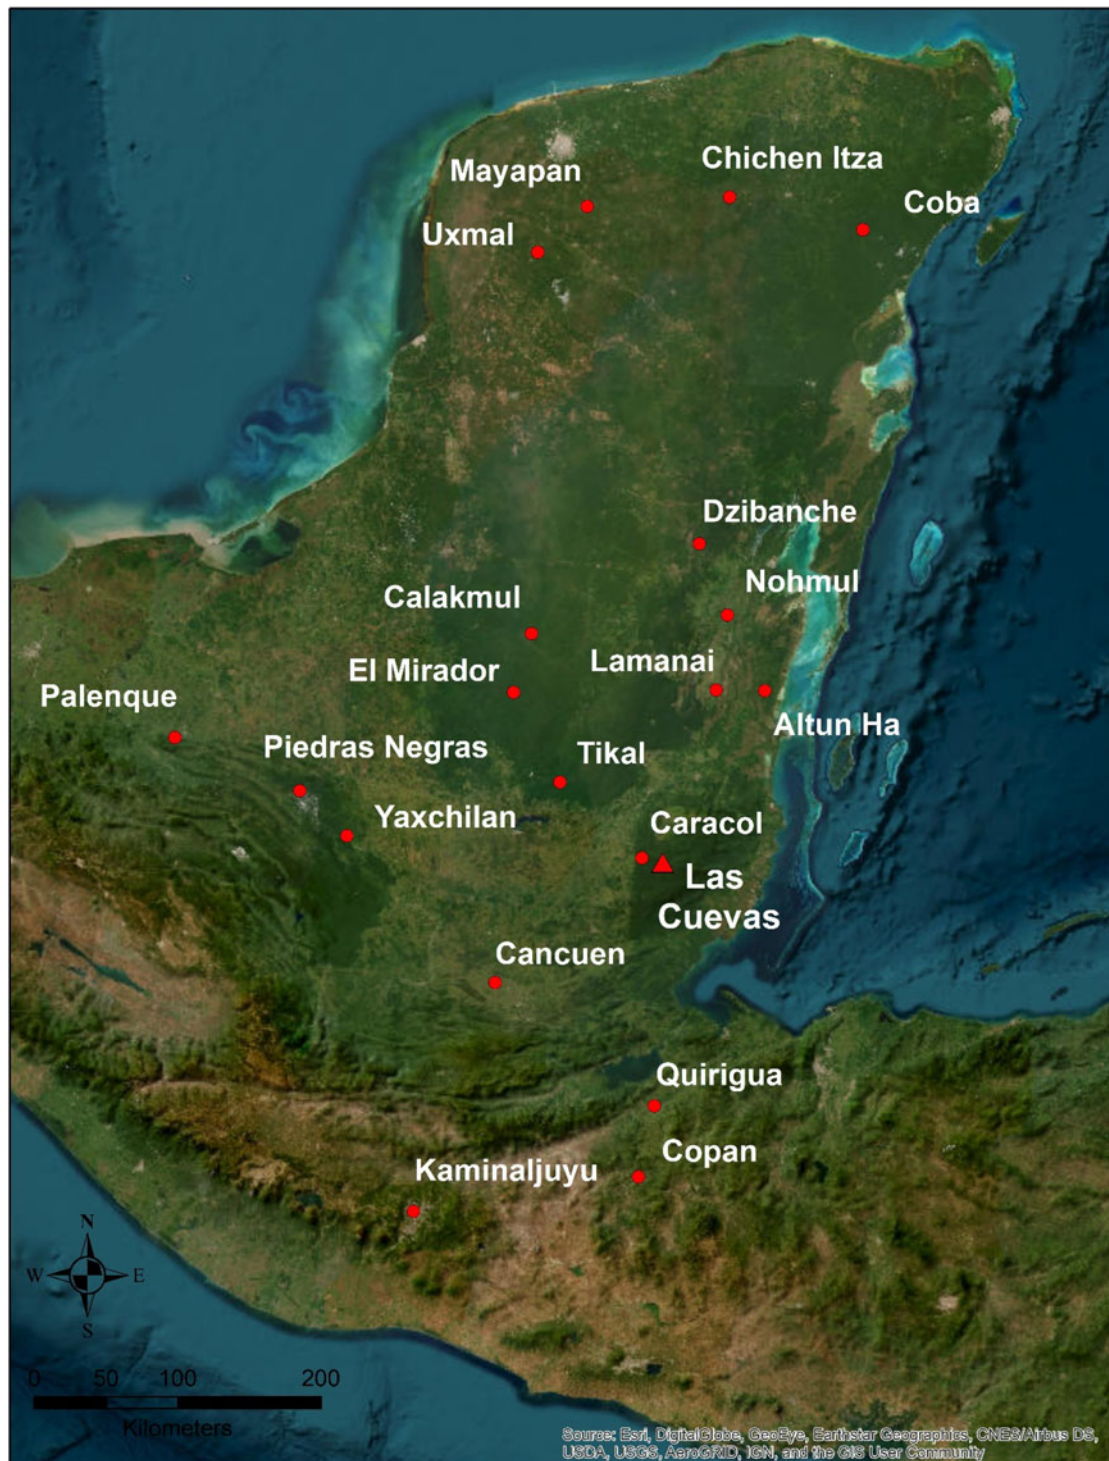 Chichen Itza
Mayapan
Coba
Uxmal
Dzibanche
Nohmul
Calakmul
Lamanai
El Mirador
Palenque
Altun Ha
Piedras Negras
Tikal
Yaxchilan
Caracol
Las
Cuevas
Cancuen
Quirigua
Copan
Kaminaljuyu
N
W E
S
0 50 100 200
Kilometers
Source: Esri, DigitalGlobe, GeoEye, Earthstar Geographics, CNES/Airbus DS,
USDA, USGS, AeroGRID, IGN, and the GIS User Community